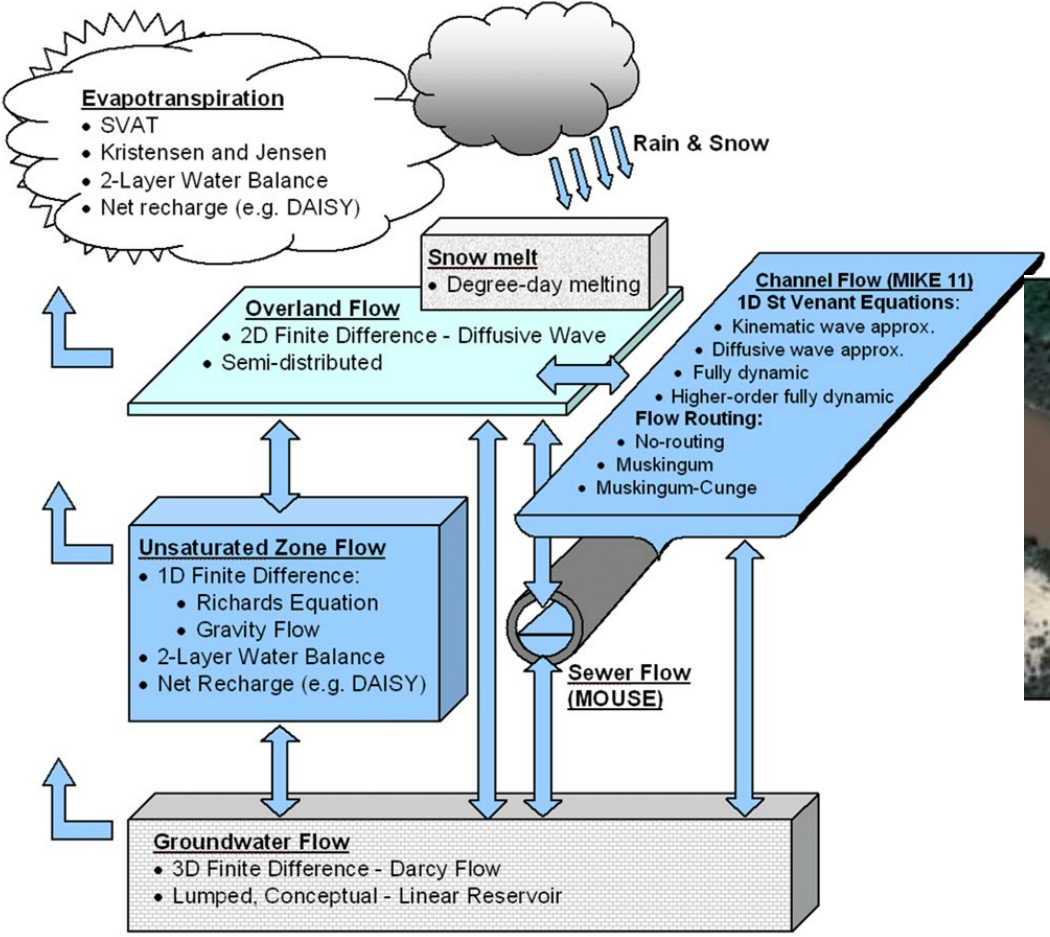 Evapotranspiration
• SVAT
• Kristensen and Jensen
• 2-Layer Water Balance
• Net recharge (e.g. DAISY)
Rain & Snow
Snow melt
• Degree-day melting
Overland Flow
• 2D Finite Difference - Diffusive Wave
• Semi-distributed
Channel Flow (MIKE 11)
1D St Venant Equations:
• Kinematic wave approx.
• Diffusive wave approx.
• Fully dynamic
• Higher-order fully dynamic
Flow Routing:
• No-routing
• Muskingum
• Muskingum-Cunge
Unsaturated Zone Flow
• 1D Finite Difference:
• Richards Equation
• Gravity Flow
• 2-Layer Water Balance
• Net Recharge (e.g. DAISY)
Sewer Flow
(MOUSE)
Groundwater Flow
• 3D Finite Difference - Darcy Flow
• Lumped, Conceptual - Linear Reservoir